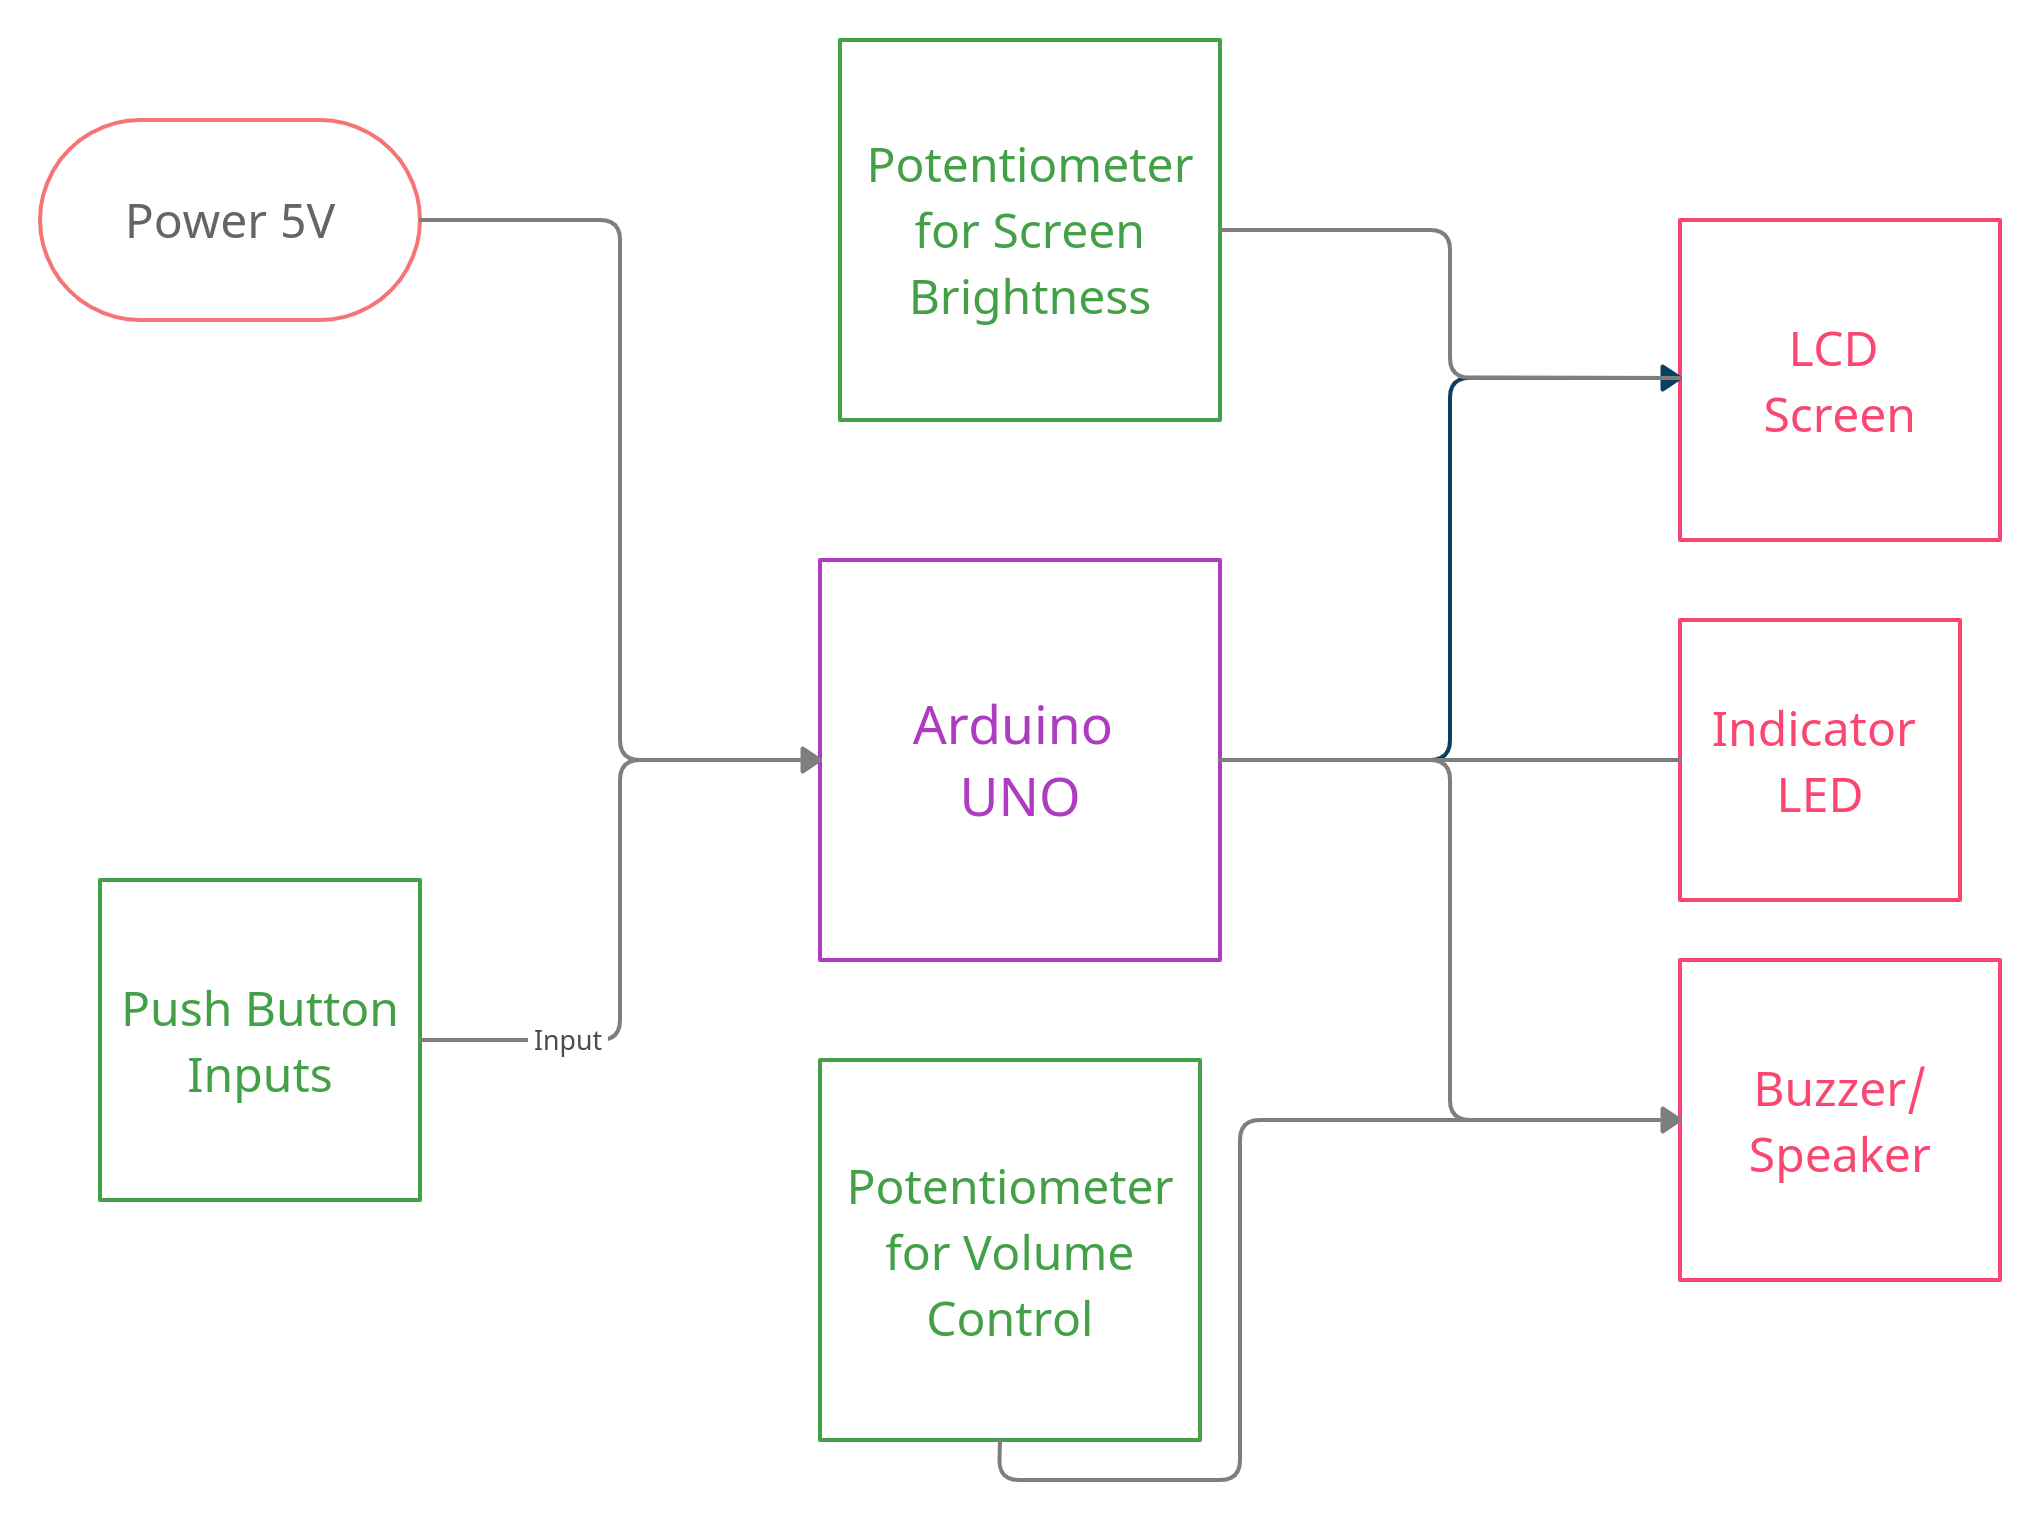 Power 5V
Potentiometer
for Screen
Brightness
LCD
Screen
Arduino
UNO
Indicator
LED
Push Button
Inputs
Input
Potentiometer
for Volume
Control
Buzzer/
Speaker